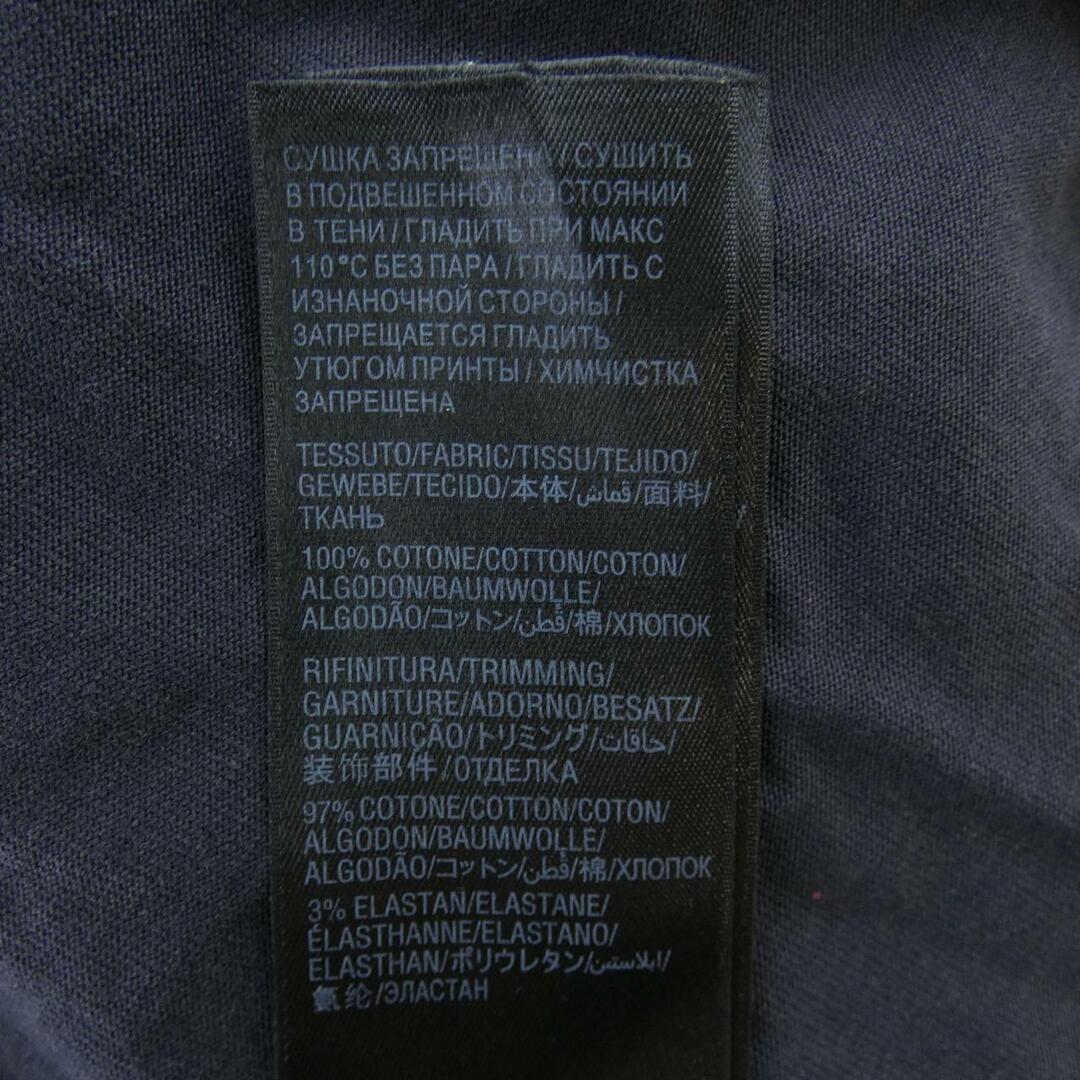 СУШКА ЗАПРЕЩЕНА / СУШИТЬ
В ПОДВЕШЕННОМ СОСТОЯНИИ
В ТЕНИ / ГЛАДИТЬ ПРИ МАКС
110°C БЕЗ ПАРА / ГЛАДИТЬ С
ИЗНАНОЧНОЙ СТОРОНЫ /
ЗАПРЕЩАЕТСЯ ГЛАДИТЬ
УТЮГОМ ПРИНТЫ / ХИМЧИСТКА
ЗАПРЕЩЕНА
TESSUTO/FABRIC/TISSU/TEJIDO/
GEWEBE/TECIDO/本体/قماش/面料/
ТКАНЬ
100% COTONE/COTTON/COTON/
ALGODON/BAUMWOLLE/
ALGODÃO/コットン/قُطن/棉/ХЛОПОК
RIFINITURA/TRIMMING/
GARNITURE/ADORNO/BESATZ/
GUARNIÇÃO/トリミング/حافات/
装饰部件/ОТДЕЛКА
97% COTONE/COTTON/COTON/
ALGODON/BAUMWOLLE/
ALGODÃO/コットン/قُطن/棉/ХЛОПОК
3% ELASTAN/ELASTANE/
ÉLASTHANNE/ELASTANO/
ELASTHAN/ポリウレタン/ايلاستين/
氨纶/ЭЛАСТАН